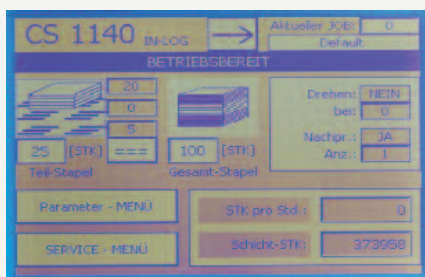 CS 1140 IN-LOG
Aktueller JOB: 0
Default
BETRIEBSBEREIT
20
0
5
25 [STK] ===
Teil-Stapel
100 [STK]
Gesamt-Stapel
Drehen: NEIN
bei: 0
Nachpr.: JA
Anz.: 1
Parameter - MENÜ
SERVICE - MENÜ
STK pro Std.: 0
Schicht-STK: 373958